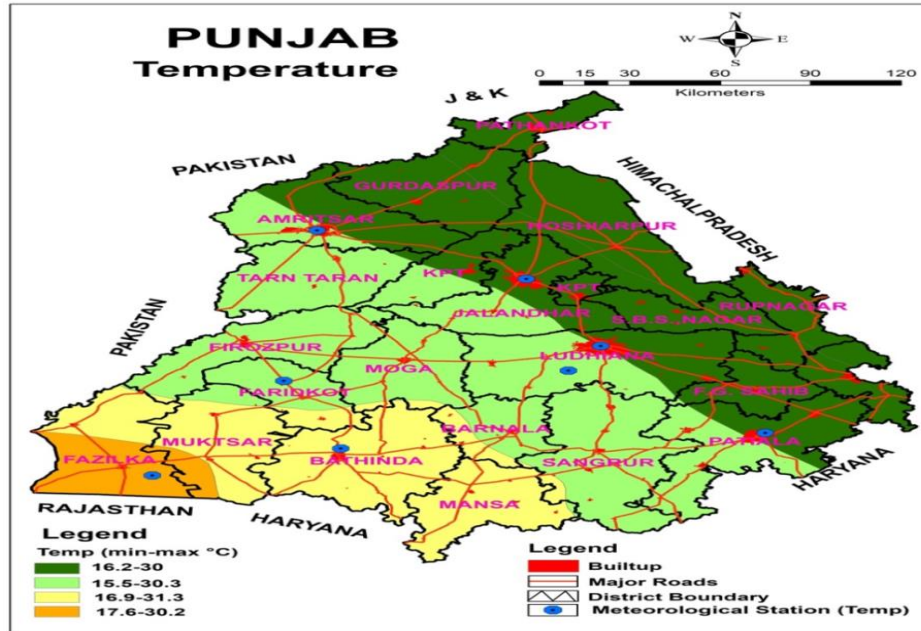 PUNJAB
Temperature
N
W E
S
0 15 30 60 90 120
Kilometers
J & K
PATHANKOT
PAKISTAN
GURDASPUR
HIMACHALPRADESH
AMRITSAR
HOSHIARPUR
TARN TARAN
KPT
KPT
RUPNAGAR
JALANDHAR
S.B.S.,NAGAR
PAKISTAN
FIROZPUR
MOGA
LUDHIANA
FARIDKOT
F.G. SAHIB
MUKTSAR
BARNALA
PATIALA
FAZILKA
BATHINDA
SANGRUR
HARYANA
MANSA
RAJASTHAN
HARYANA
Legend
Temp (min-max °C)
16.2-30
15.5-30.3
16.9-31.3
17.6-30.2
Legend
Builtup
Major Roads
District Boundary
Meteorological Station (Temp)